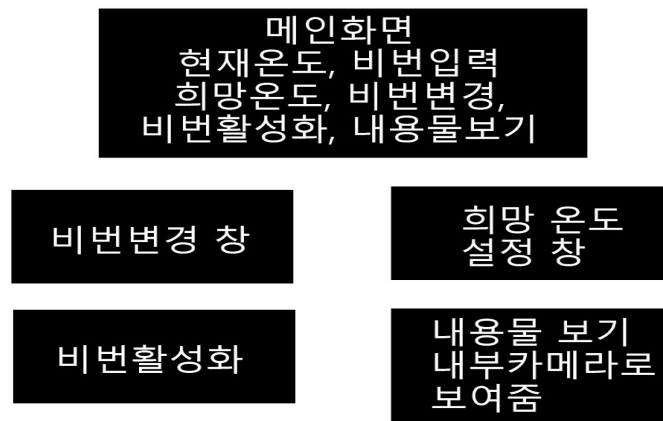 메인화면
현재온도, 비번입력
희망온도, 비번변경,
비번활성화, 내용물보기
비번변경 창
희망 온도
설정 창
비번활성화
내용물 보기
내부카메라로
보여줌